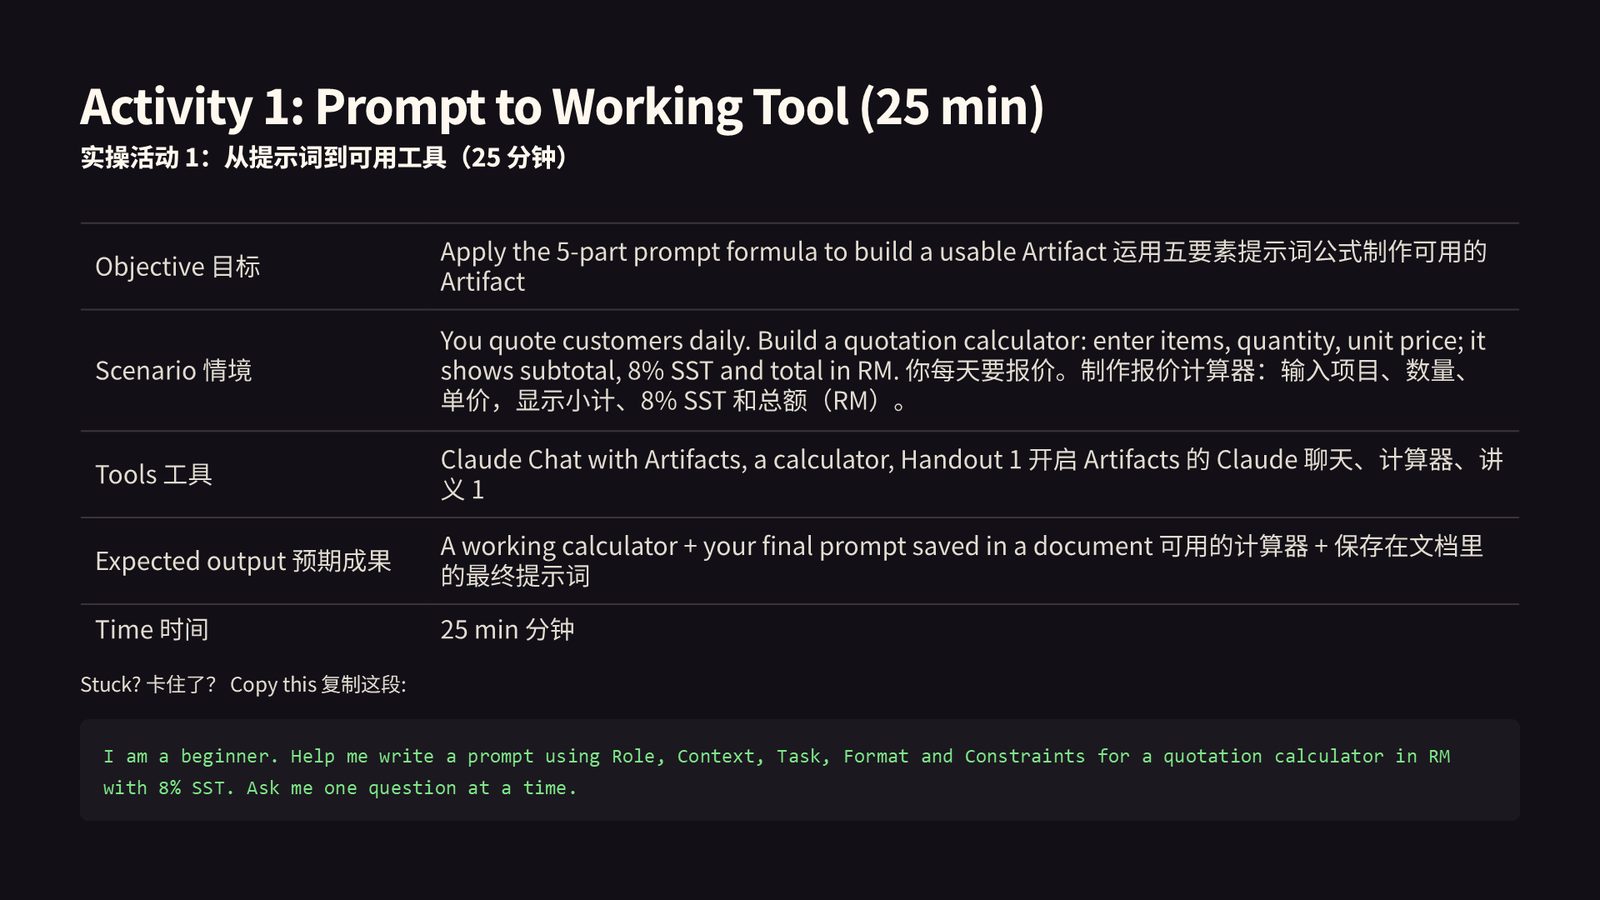 Activity 1: Prompt to Working Tool (25 min)
实操活动 1：从提示词到可用工具（25 分钟）
Objective 目标
Apply the 5-part prompt formula to build a usable Artifact 运用五要素提示词公式制作可用的
Artifact
Scenario 情境
You quote customers daily. Build a quotation calculator: enter items, quantity, unit price; it
shows subtotal, 8% SST and total in RM. 你每天要报价。制作报价计算器：输入项目、数量、
单价，显示小计、8% SST 和总额（RM）。
Tools 工具
Claude Chat with Artifacts, a calculator, Handout 1 开启 Artifacts 的 Claude 聊天、计算器、讲
义 1
Expected output 预期成果
A working calculator + your final prompt saved in a document 可用的计算器 + 保存在文档里
的最终提示词
Time 时间
25 min 分钟
Stuck? 卡住了？ Copy this 复制这段:
I am a beginner. Help me write a prompt using Role, Context, Task, Format and Constraints for a quotation calculator in RM
with 8% SST. Ask me one question at a time.